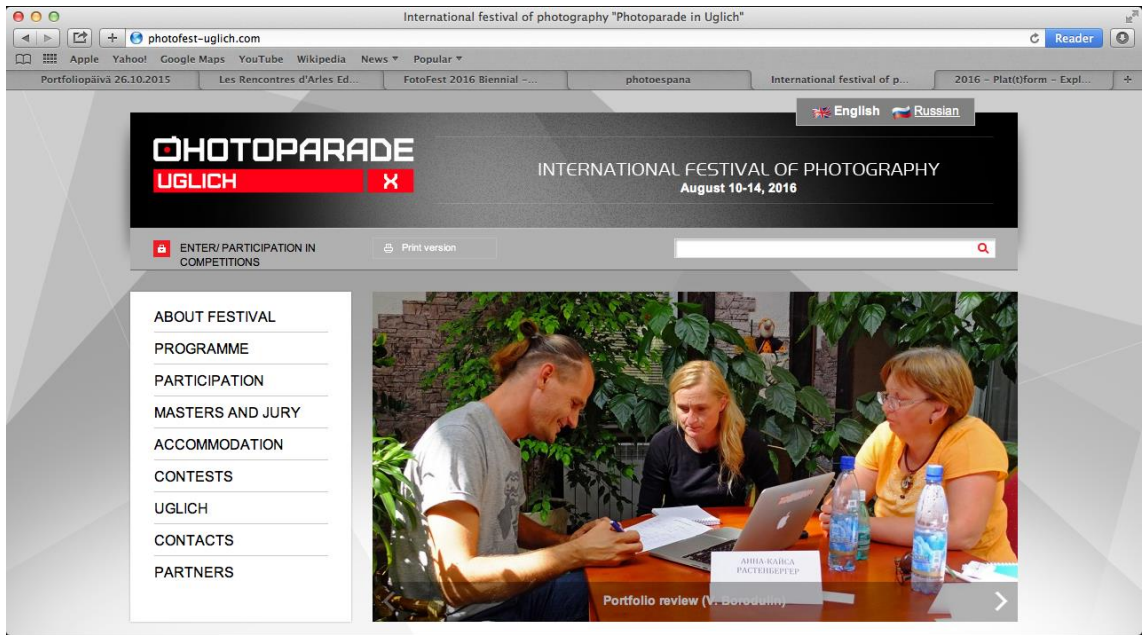 International festival of photography "Photoparade in Uglich"
photofest-uglich.com
Reader
Apple Yahoo! Google Maps YouTube Wikipedia News Popular
Portfoliopäivä 26.10.2015
Les Rencontres d'Arles Ed...
FotoFest 2016 Biennial –...
photoespana
International festival of p...
2016 – Plat(t)form – Expl...
English Russian
PHOTOPARADE
UGLICH X
INTERNATIONAL FESTIVAL OF PHOTOGRAPHY
August 10-14, 2016
ENTER/ PARTICIPATION IN
COMPETITIONS
Print version
ABOUT FESTIVAL
PROGRAMME
PARTICIPATION
MASTERS AND JURY
ACCOMMODATION
CONTESTS
UGLICH
CONTACTS
PARTNERS
АННА-КАЙСА
РАСТЕНБЕРГЕР
Portfolio review (V. Borodulin)